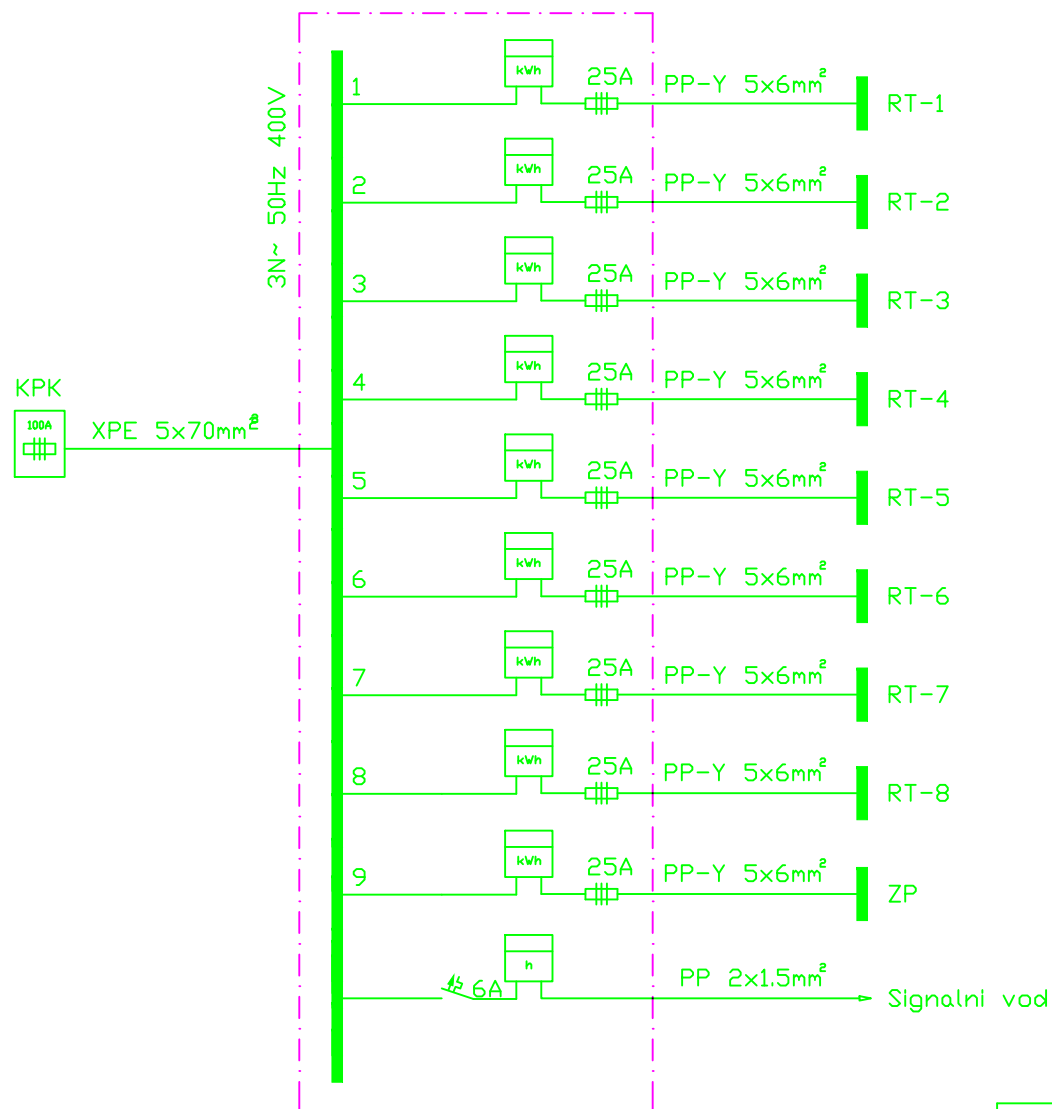 3N~ 50Hz 400V
KPK
100A
XPE 5x70mm²
1
kWh
25A
PP-Y 5x6mm²
RT-1
2
kWh
25A
PP-Y 5x6mm²
RT-2
3
kWh
25A
PP-Y 5x6mm²
RT-3
4
kWh
25A
PP-Y 5x6mm²
RT-4
5
kWh
25A
PP-Y 5x6mm²
RT-5
6
kWh
25A
PP-Y 5x6mm²
RT-6
7
kWh
25A
PP-Y 5x6mm²
RT-7
8
kWh
25A
PP-Y 5x6mm²
RT-8
9
kWh
25A
PP-Y 5x6mm²
ZP
6A
h
PP 2x1.5mm²
Signalni vod